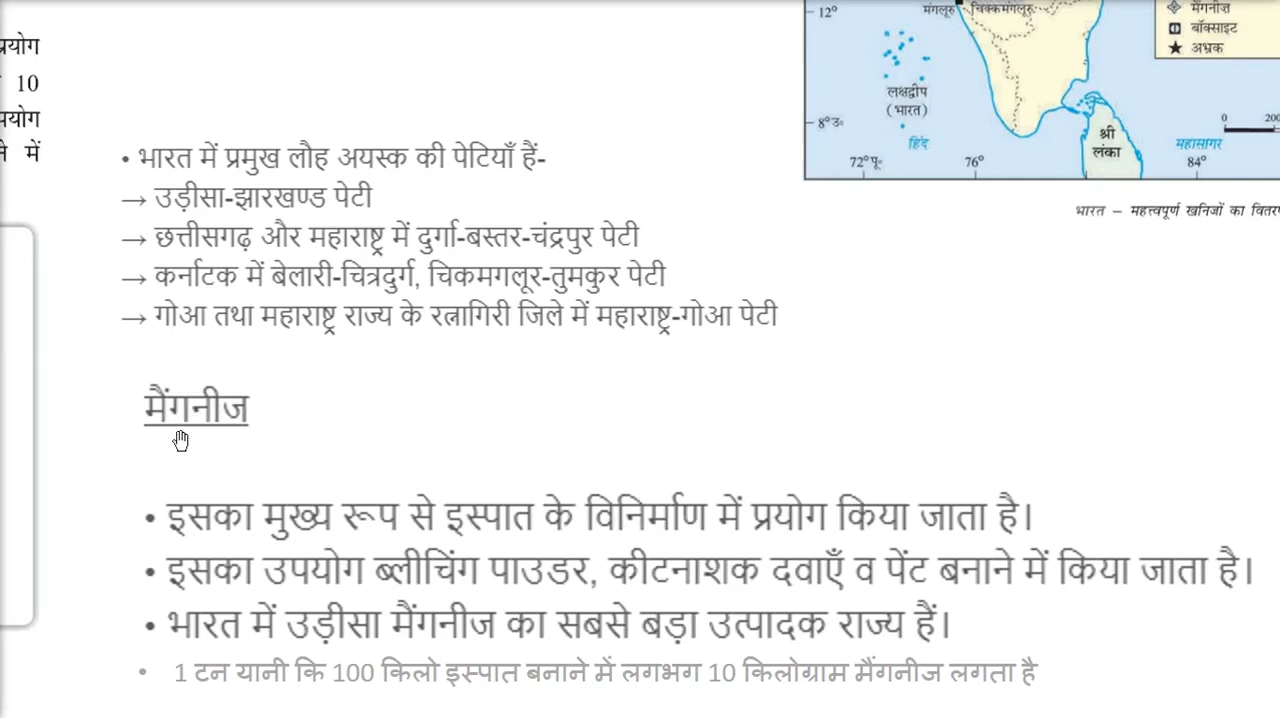 प्रयोग
10
पयोग
ने में
12°
मंगलूरु
चिक्कमंगलूरु
मैंगनीज़
बॉक्साइट
अभ्रक
लक्षद्वीप
(भारत)
8°उ॰
हिंद
श्री
लंका
महासागर
0 200
72°पू॰ 76° 84°
भारत – महत्त्वपूर्ण खनिजों का वितरण
• भारत में प्रमुख लौह अयस्क की पेटियाँ हैं-
→ उड़ीसा-झारखण्ड पेटी
→ छत्तीसगढ़ और महाराष्ट्र में दुर्गा-बस्तर-चंद्रपुर पेटी
→ कर्नाटक में बेलारी-चित्रदुर्ग, चिकमगलूर-तुमकुर पेटी
→ गोआ तथा महाराष्ट्र राज्य के रत्नागिरी जिले में महाराष्ट्र-गोआ पेटी
मैंगनीज
• इसका मुख्य रूप से इस्पात के विनिर्माण में प्रयोग किया जाता है।
• इसका उपयोग ब्लीचिंग पाउडर, कीटनाशक दवाएँ व पेंट बनाने में किया जाता है।
• भारत में उड़ीसा मैंगनीज का सबसे बड़ा उत्पादक राज्य हैं।
• 1 टन यानी कि 100 किलो इस्पात बनाने में लगभग 10 किलोग्राम मैंगनीज लगता है